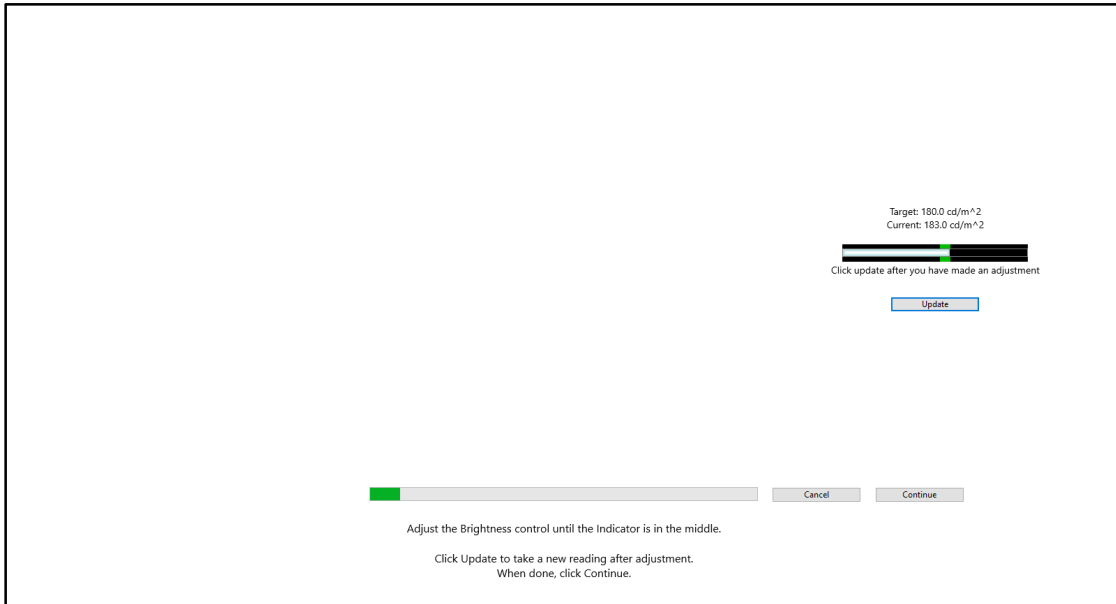 Target: 180.0 cd/m^2
Current: 183.0 cd/m^2
Click update after you have made an adjustment
Update
Cancel
Continue
Adjust the Brightness control until the Indicator is in the middle.
Click Update to take a new reading after adjustment.
When done, click Continue.